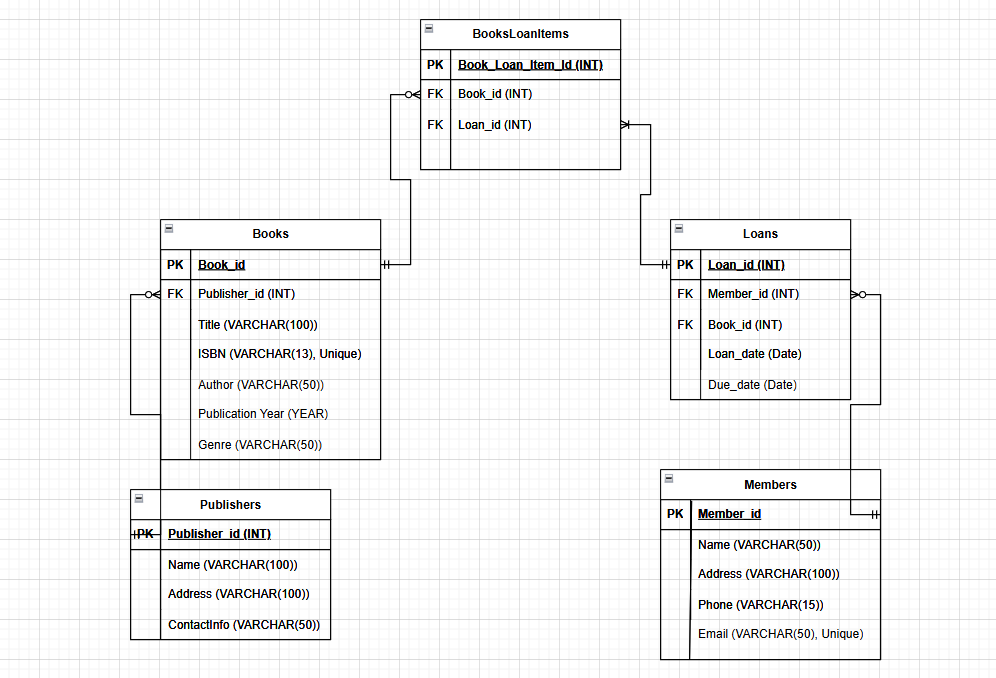 BooksLoanItems
PK Book_Loan_Item_Id (INT)
FK Book_id (INT)
FK Loan_id (INT)
Books
PK Book_id
FK Publisher_id (INT)
Title (VARCHAR(100))
ISBN (VARCHAR(13), Unique)
Author (VARCHAR(50))
Publication Year (YEAR)
Genre (VARCHAR(50))
Loans
PK Loan_id (INT)
FK Member_id (INT)
FK Book_id (INT)
Loan_date (Date)
Due_date (Date)
Publishers
PK Publisher_id (INT)
Name (VARCHAR(100))
Address (VARCHAR(100))
ContactInfo (VARCHAR(50))
Members
PK Member_id
Name (VARCHAR(50))
Address (VARCHAR(100))
Phone (VARCHAR(15))
Email (VARCHAR(50), Unique)